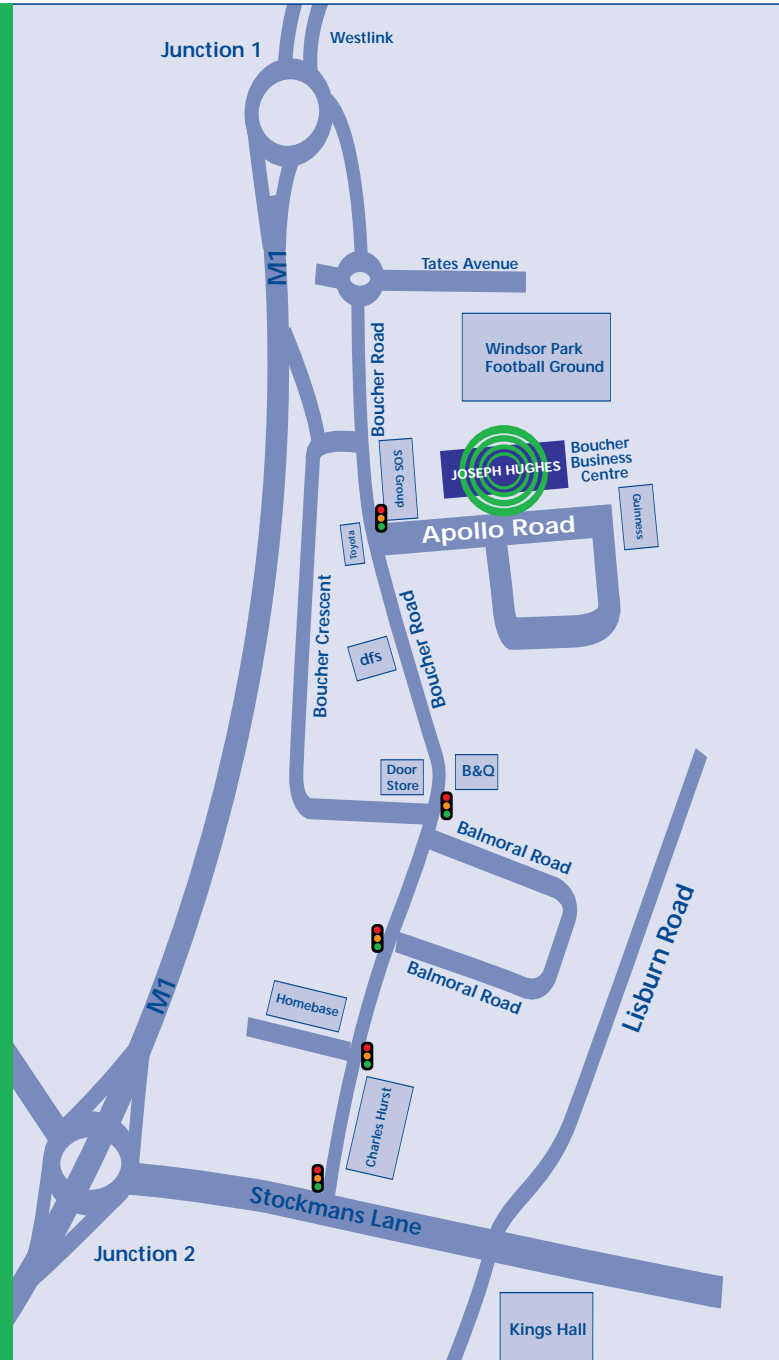 Westlink
Junction 1
M1
Tates Avenue
Boucher Road
Windsor Park
Football Ground
SOS Group
JOSEPH HUGHES
Boucher
Business
Centre
Guinness
Toyota
Apollo Road
Boucher Crescent
Boucher Road
dfs
Door
Store
B&Q
Balmoral Road
Lisburn Road
Balmoral Road
M1
Homebase
Charles Hurst
Stockmans Lane
Junction 2
Kings Hall